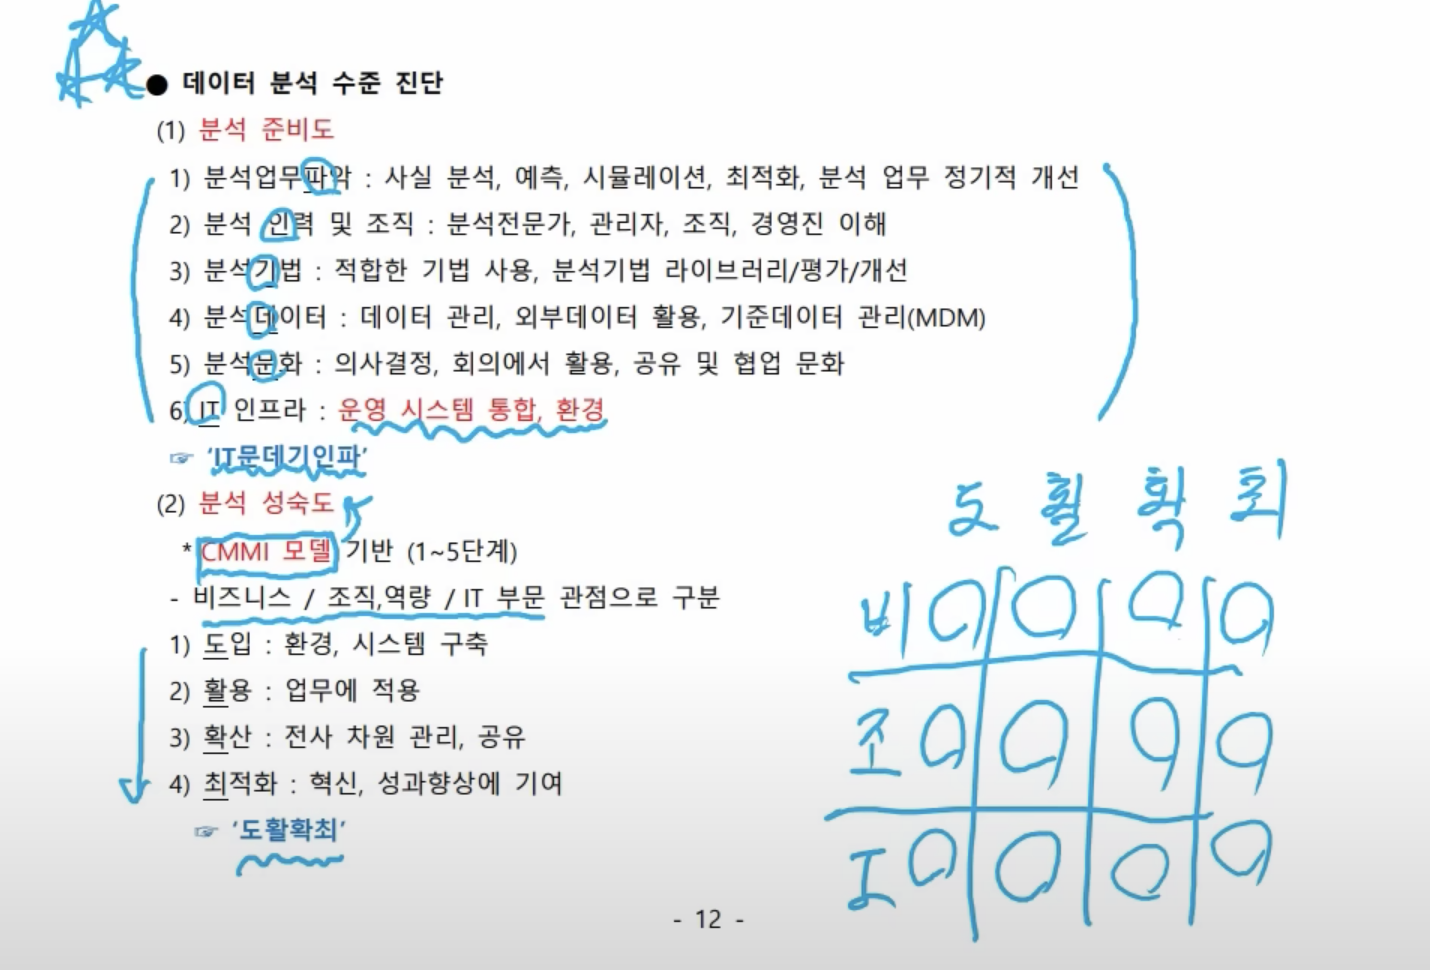 ● 데이터 분석 수준 진단
(1) 분석 준비도
1) 분석업무파악 : 사실 분석, 예측, 시뮬레이션, 최적화, 분석 업무 정기적 개선
2) 분석 인력 및 조직 : 분석전문가, 관리자, 조직, 경영진 이해
3) 분석기법 : 적합한 기법 사용, 분석기법 라이브러리/평가/개선
4) 분석데이터 : 데이터 관리, 외부데이터 활용, 기준데이터 관리(MDM)
5) 분석문화 : 의사결정, 회의에서 활용, 공유 및 협업 문화
6) IT 인프라 : 운영 시스템 통합, 환경
☞ 'IT문데기인파'
(2) 분석 성숙도
* CMMI 모델 기반 (1~5단계)
- 비즈니스 / 조직,역량 / IT 부문 관점으로 구분
1) 도입 : 환경, 시스템 구축
2) 활용 : 업무에 적용
3) 확산 : 전사 차원 관리, 공유
4) 최적화 : 혁신, 성과향상에 기여
☞ '도활확최'
도 활 확 최
비
조
I
- 12 -